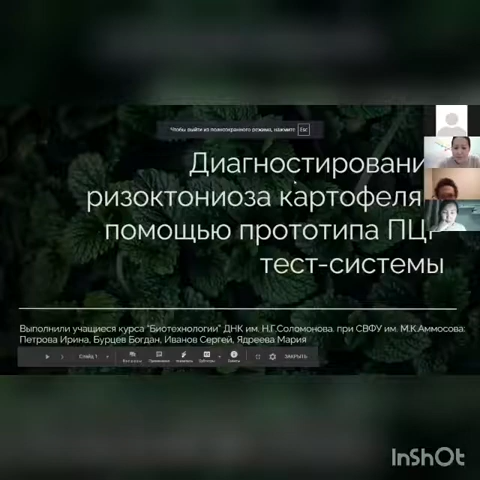 Чтобы выйти из полноэкранного режима, нажмите Esc
Диагностировани
ризоктониоза картофеля
помощью прототипа ПЦР
тест-системы
Выполнили учащиеся курса "Биотехнологии" ДНК им. Н.Г.Соломонова. при СВФУ им. М.К.Аммосова:
Петрова Ирина, Бурцев Богдан, Иванов Сергей, Ядреева Мария
Слайд 1
ЗАКРЫТЬ
InShOt